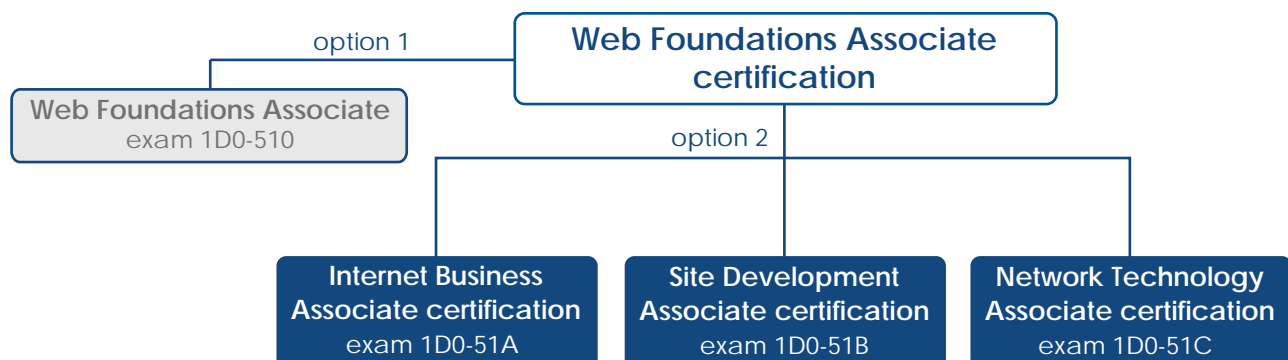 option 1
Web Foundations Associate
certification
Web Foundations Associate
exam 1D0-510
option 2
Internet Business
Associate certification
exam 1D0-51A
Site Development
Associate certification
exam 1D0-51B
Network Technology
Associate certification
exam 1D0-51C